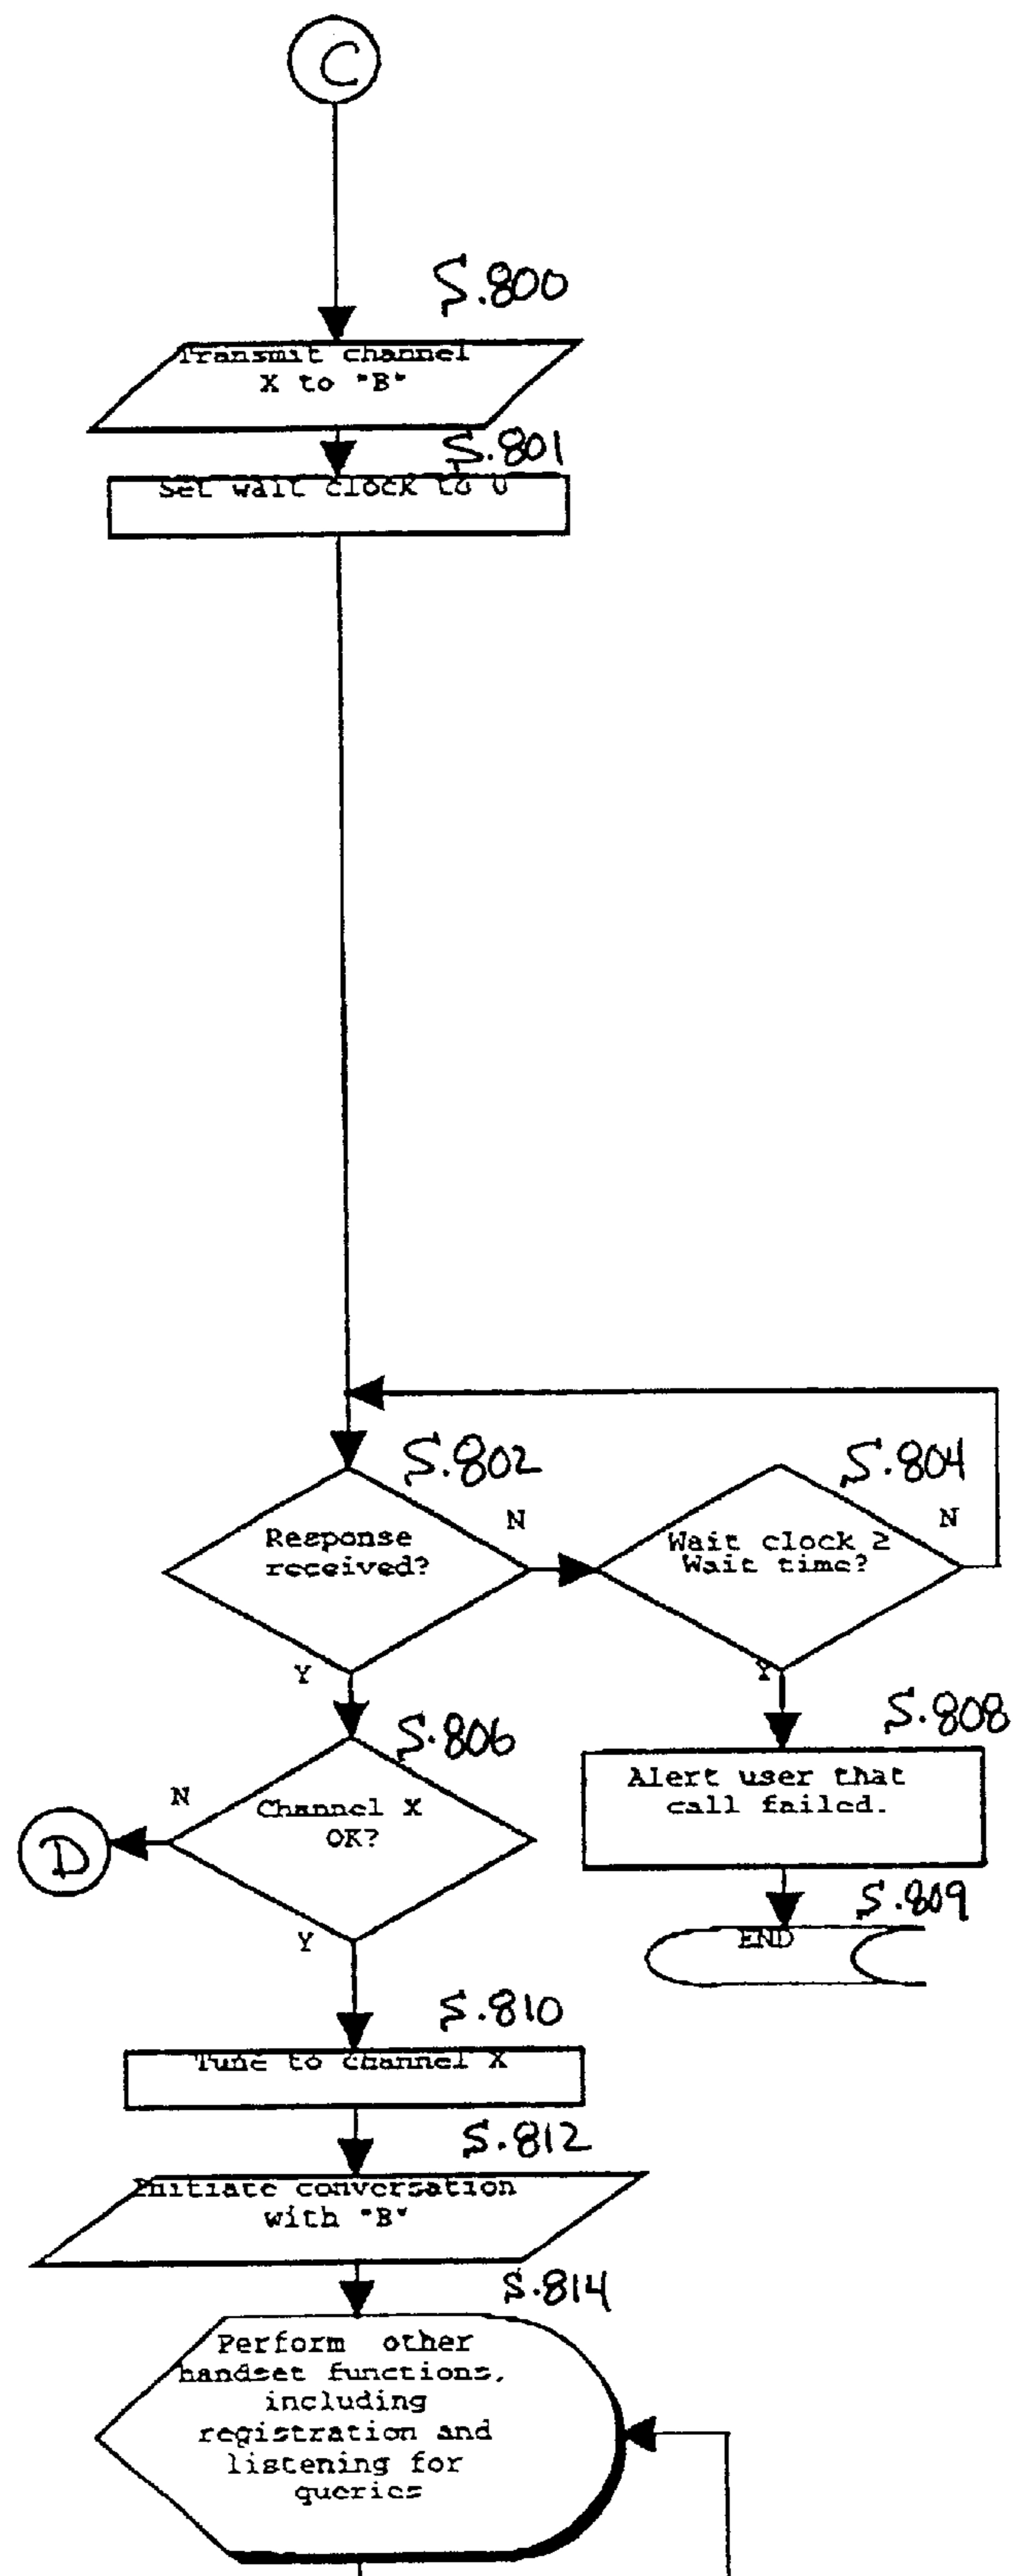 C
S.800
Transmit channel
X to "B"
S.801
Set wait clock to 0
S.802
S.804
N
N
Response
received?
Wait clock ≥
Wait time?
Y
Y
S.806
S.808
N
Channel X
OK?
Alert user that
call failed.
D
S.809
END
Y
S.810
Tune to channel X
S.812
Initiate conversation
with "B"
S.814
Perform other
handset functions,
including
registration and
listening for
queries